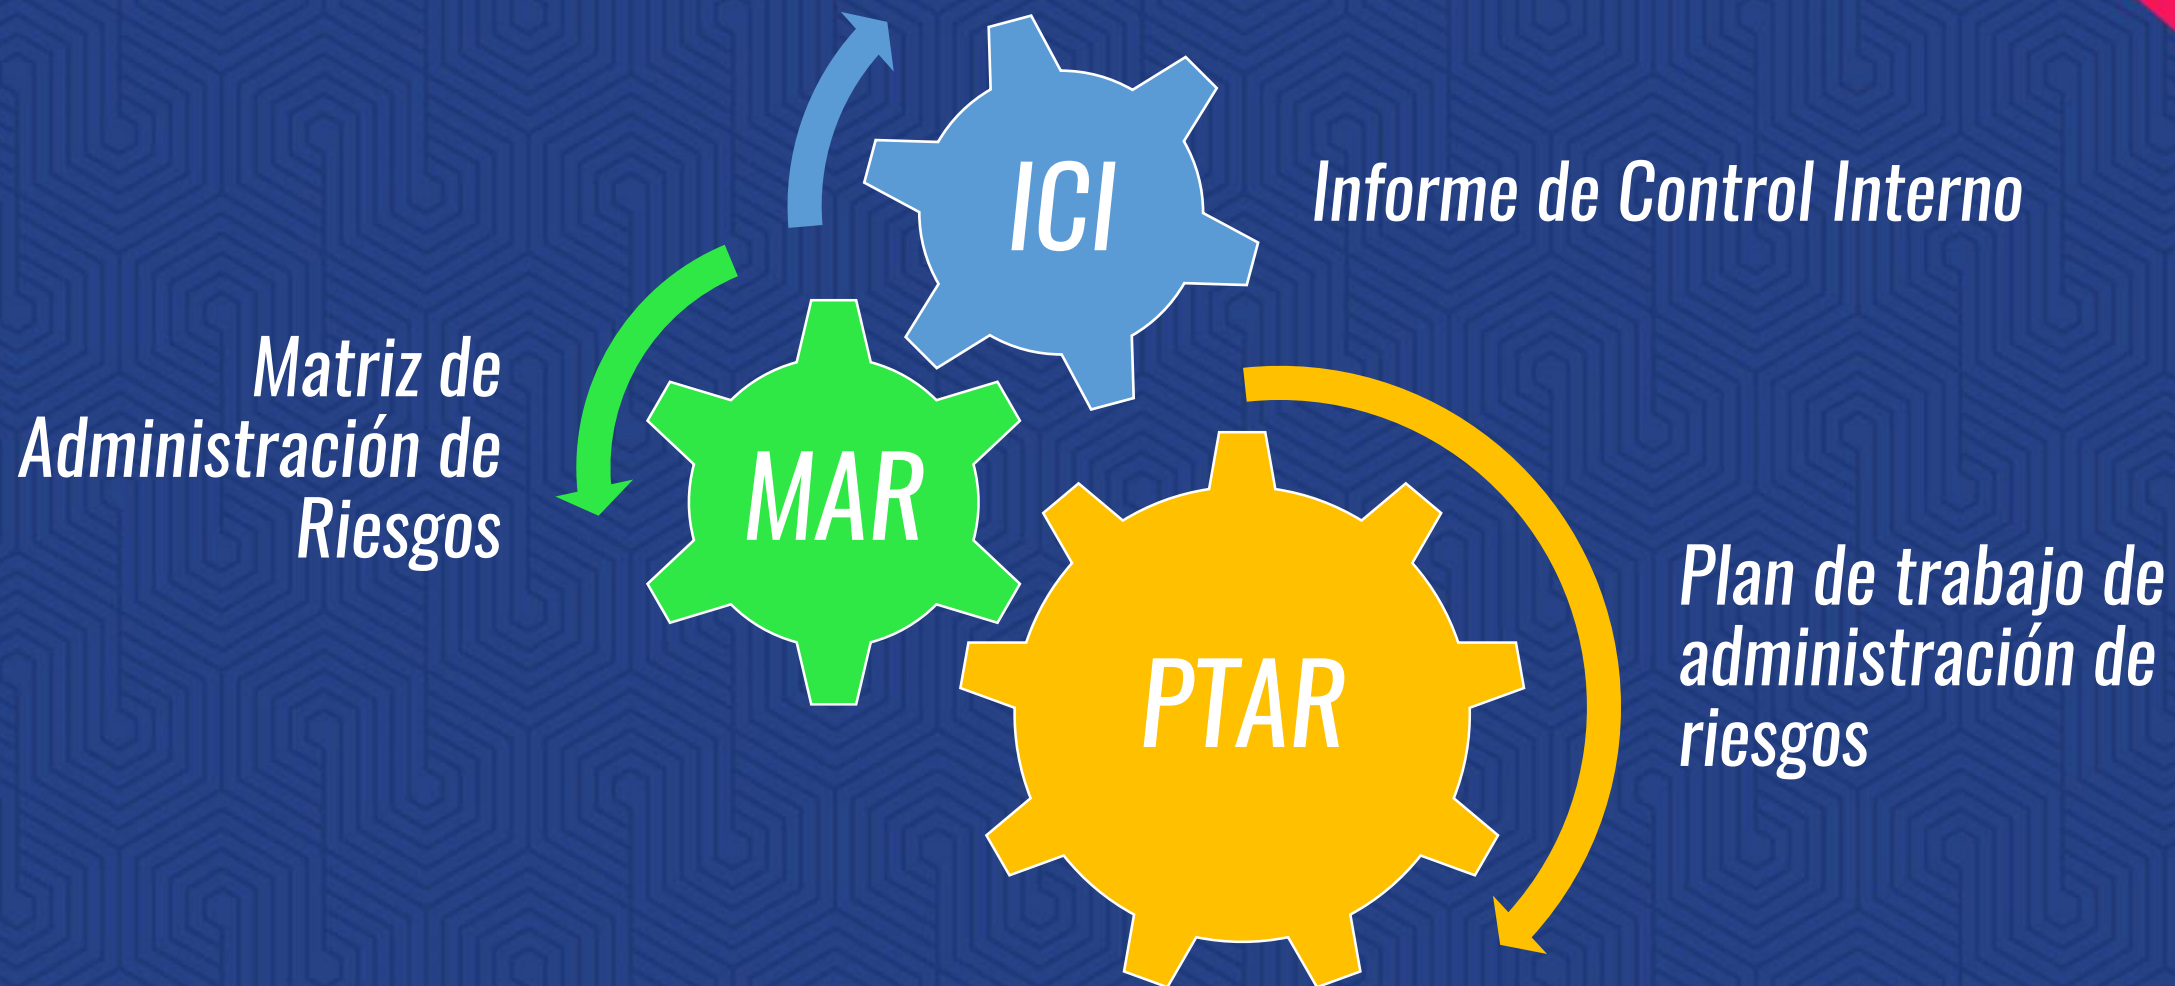 ICI
Informe de Control Interno
Matriz de
Administración de
Riesgos
MAR
PTAR
Plan de trabajo de
administración de
riesgos